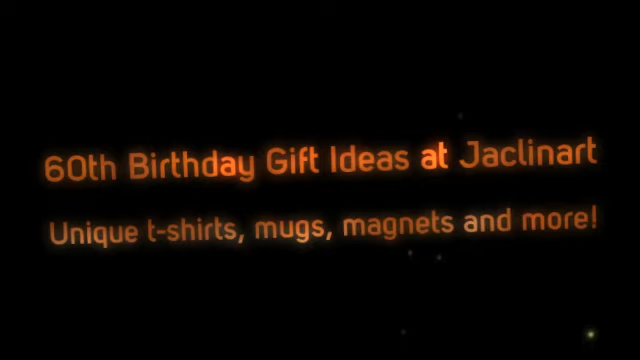 60th Birthday Gift Ideas at Jaclinart
Unique t-shirts, mugs, magnets and more!